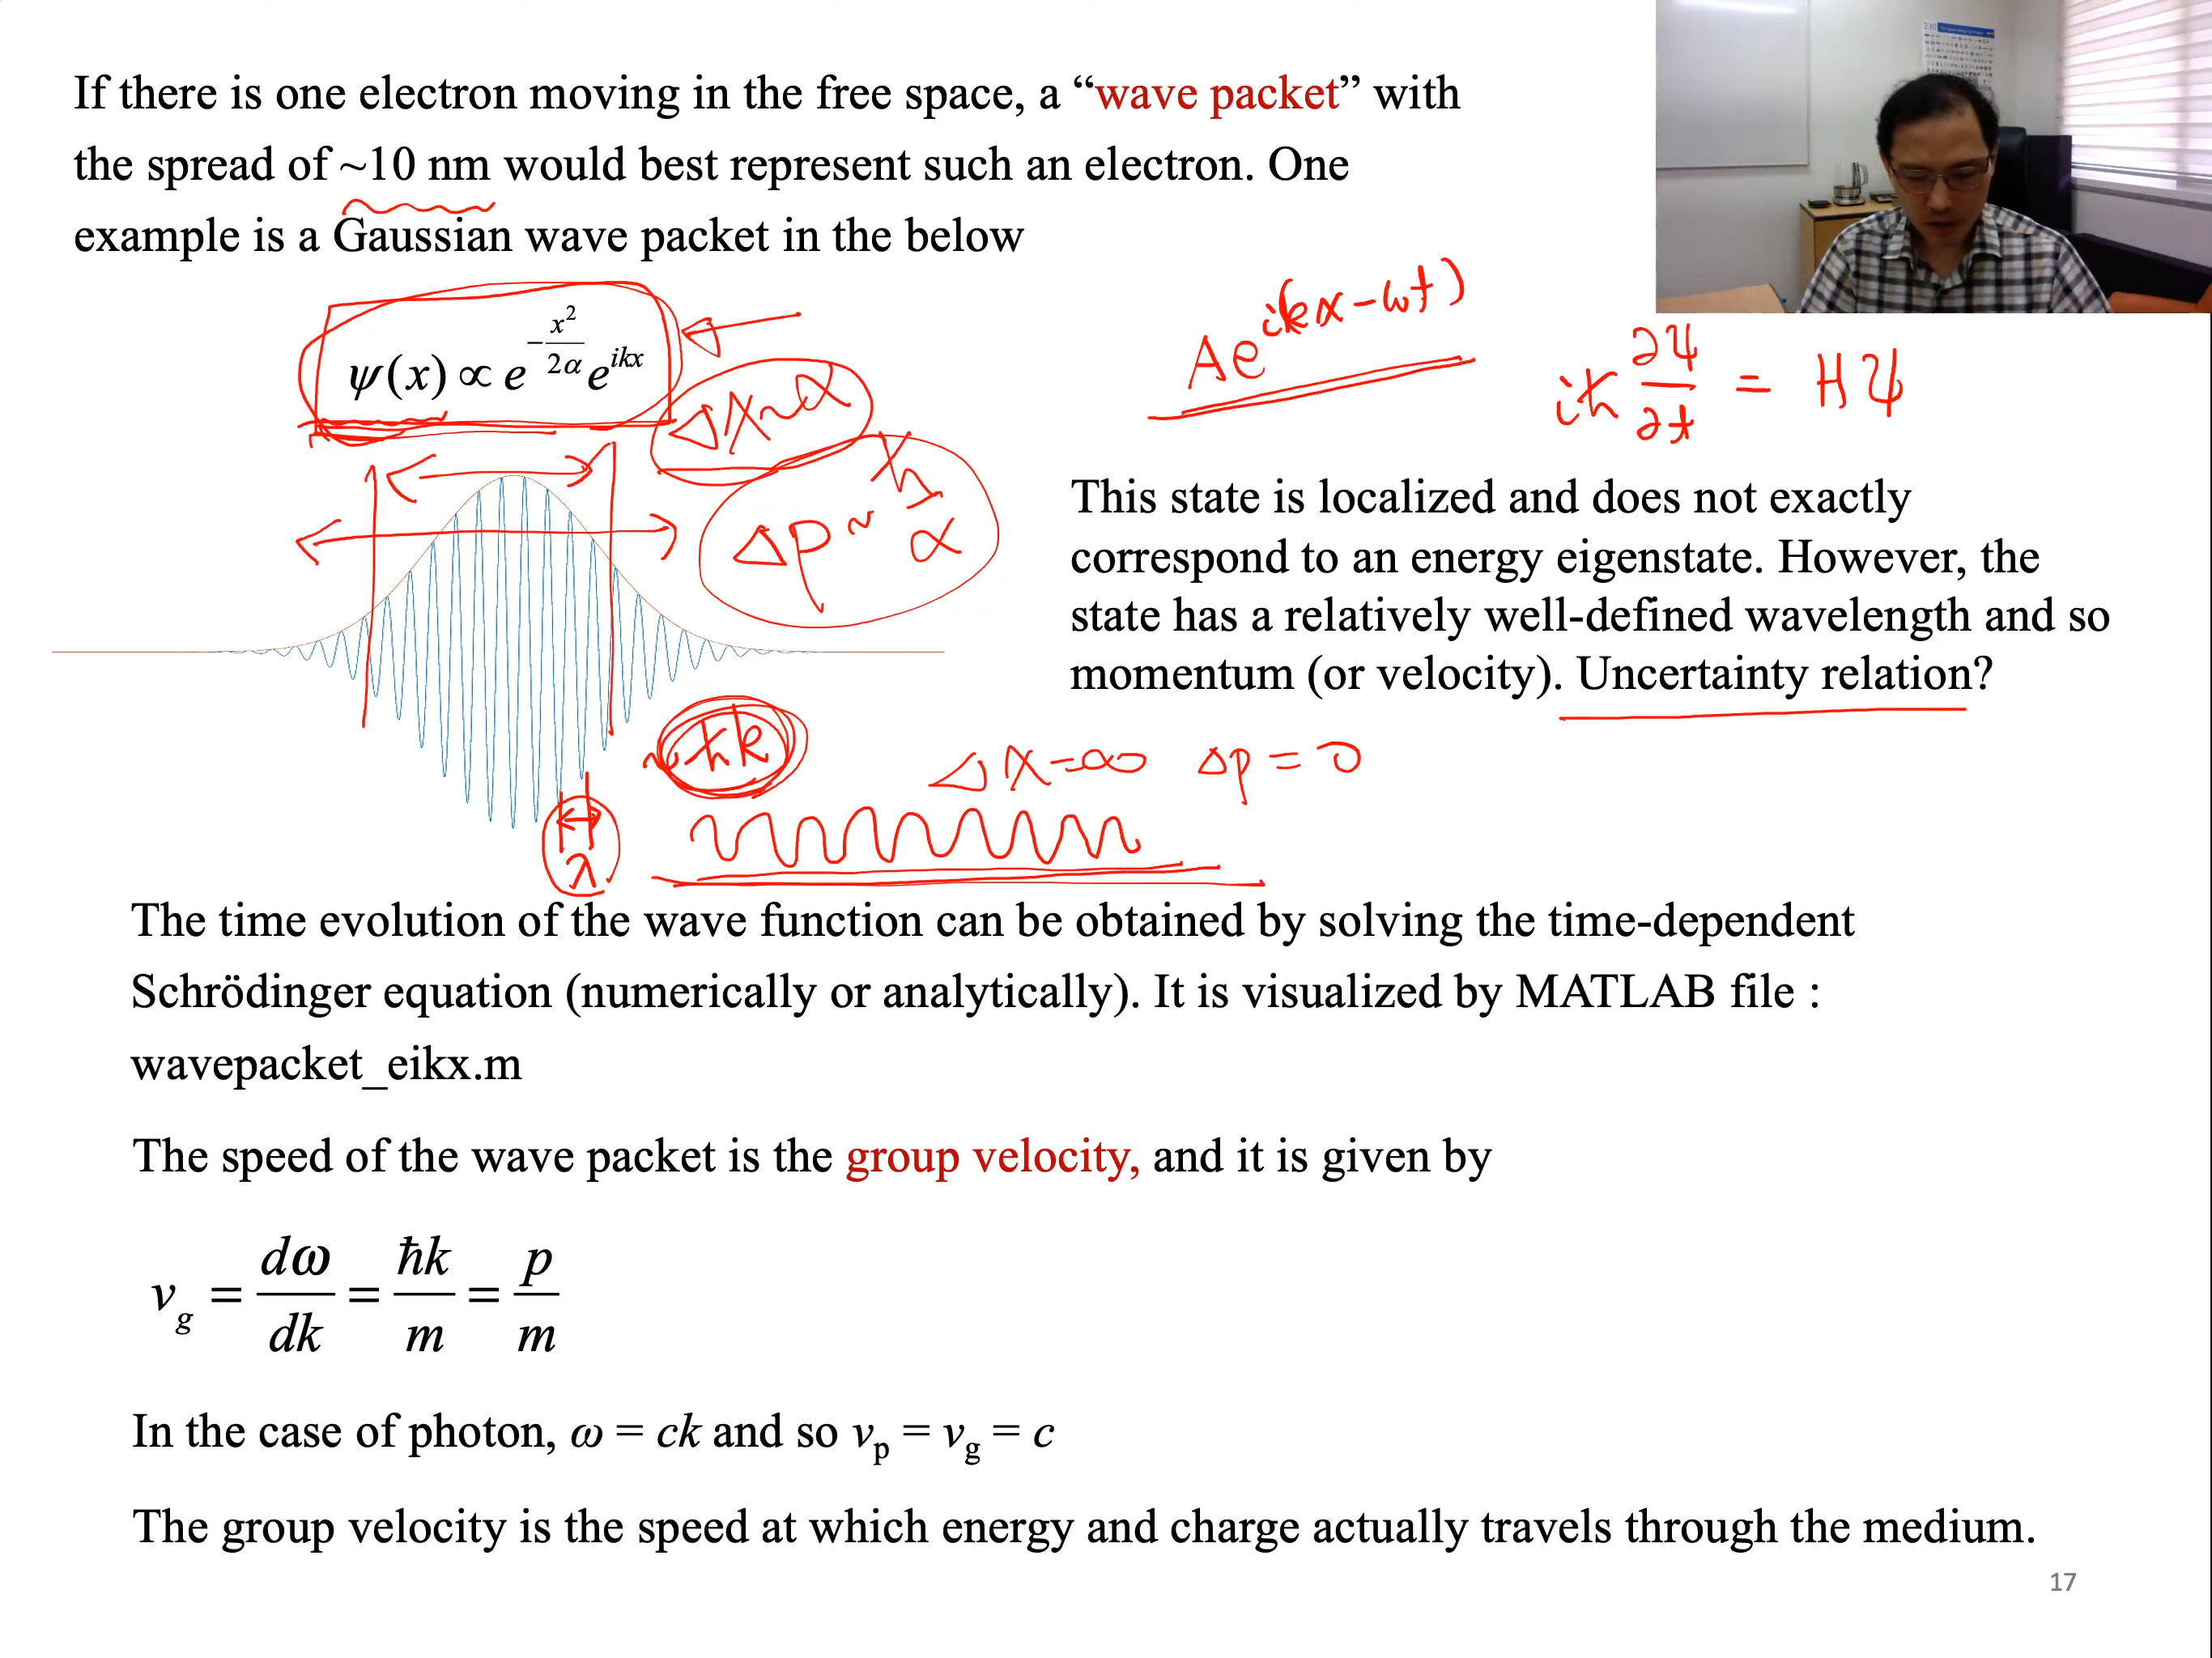 If there is one electron moving in the free space, a “wave packet” with
the spread of ~10 nm would best represent such an electron. One
example is a Gaussian wave packet in the below
ψ(x) ∝ e^{-x²/2α} e^{ikx}
Ae^{i(kx-ωt)}
iℏ ∂Ψ/∂t = HΨ
Δx~α
Δp ~ ℏ/α
This state is localized and does not exactly
correspond to an energy eigenstate. However, the
state has a relatively well-defined wavelength and so
momentum (or velocity). Uncertainty relation?
~ℏk
Δx=∞ Δp=0
λ
The time evolution of the wave function can be obtained by solving the time-dependent
Schrödinger equation (numerically or analytically). It is visualized by MATLAB file :
wavepacket_eikx.m
The speed of the wave packet is the group velocity, and it is given by
v_g = dω/dk = ℏk/m = p/m
In the case of photon, ω = ck and so v_p = v_g = c
The group velocity is the speed at which energy and charge actually travels through the medium.
17